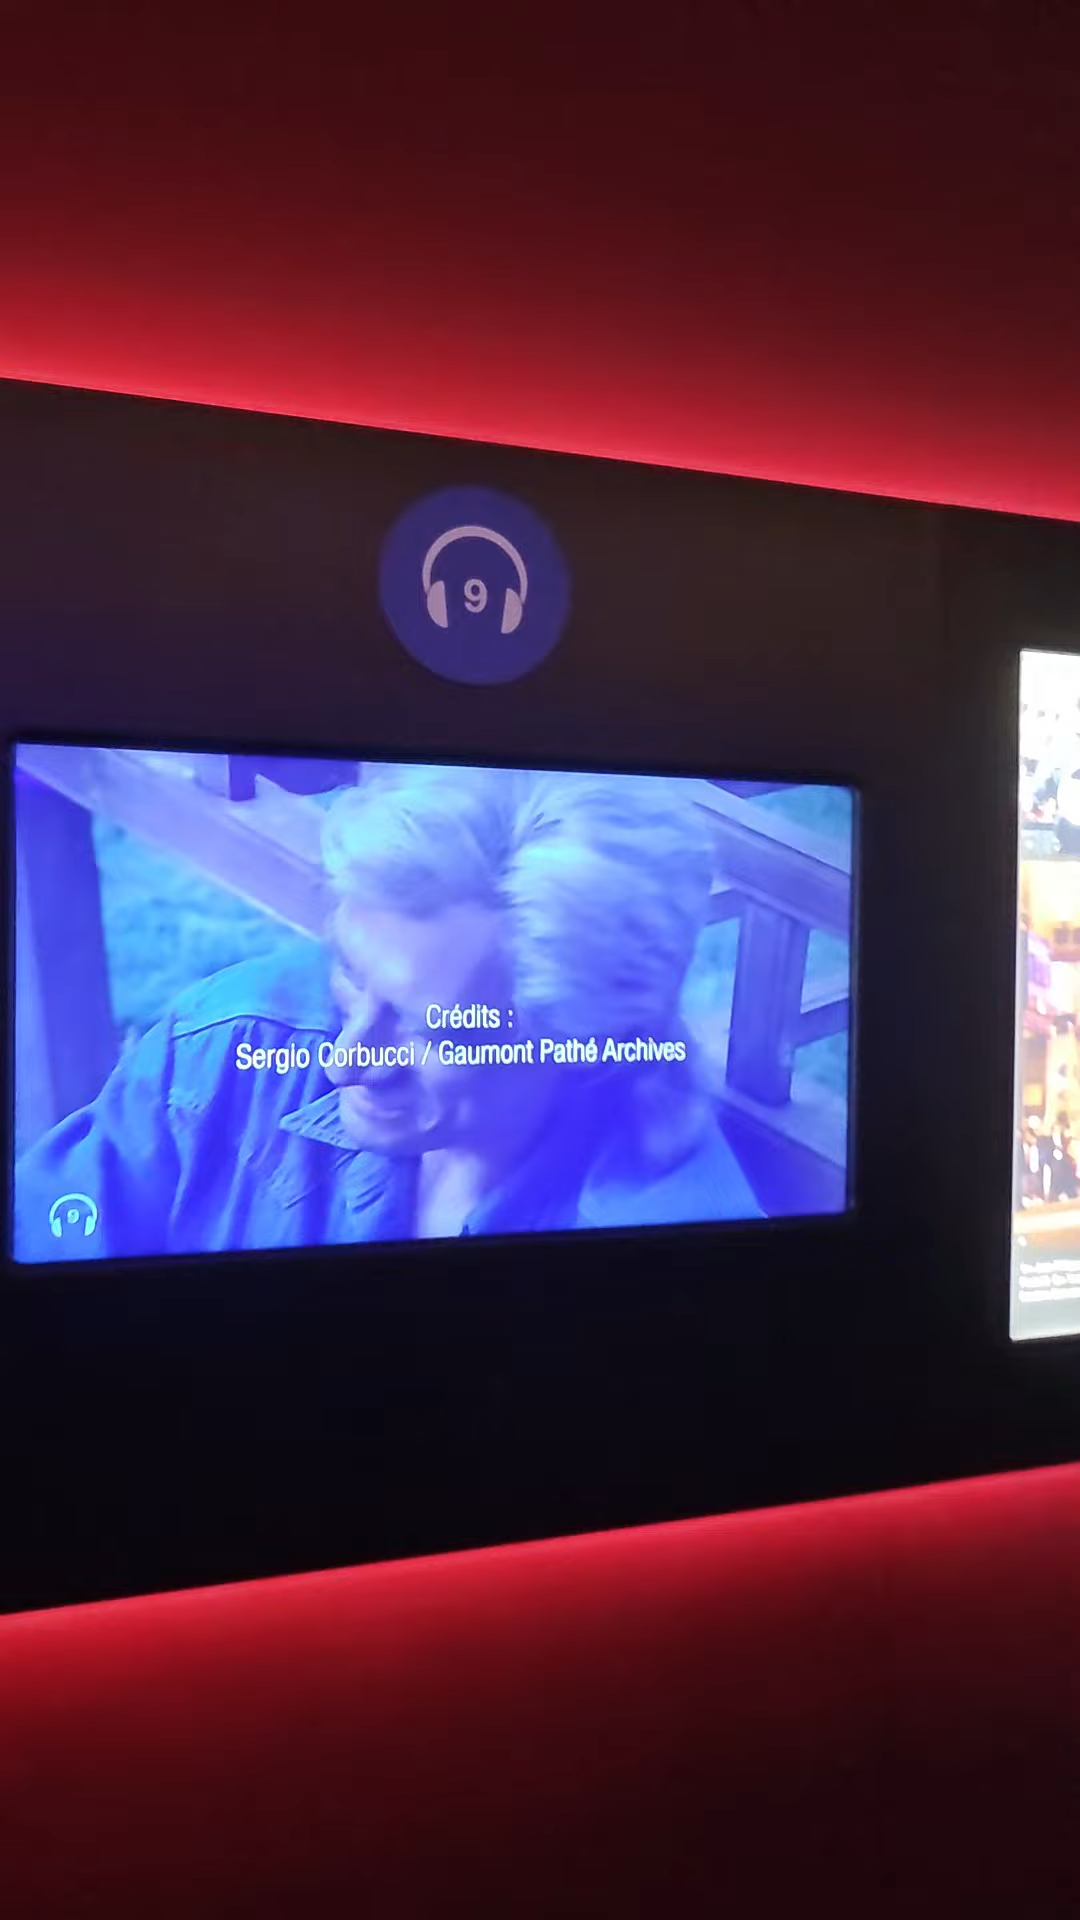 9
Crédits :
Sergio Corbucci / Gaumont Pathé Archives
9